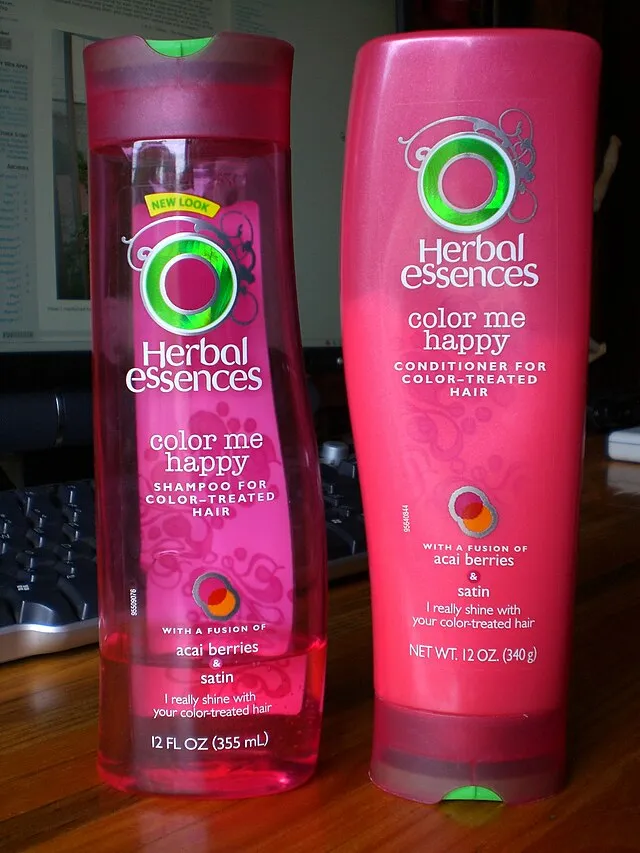 NEW LOOK
Herbal
essences
color me
happy
SHAMPOO FOR
COLOR-TREATED
HAIR
95509078
WITH A FUSION OF
acai berries
&
satin
I really shine with
your color-treated hair
12 FL OZ (355 mL)
Herbal
essences
color me
happy
CONDITIONER FOR
COLOR-TREATED
HAIR
WITH A FUSION OF
acai berries
&
satin
I really shine with
your color-treated hair
NET WT. 12 OZ. (340 g)